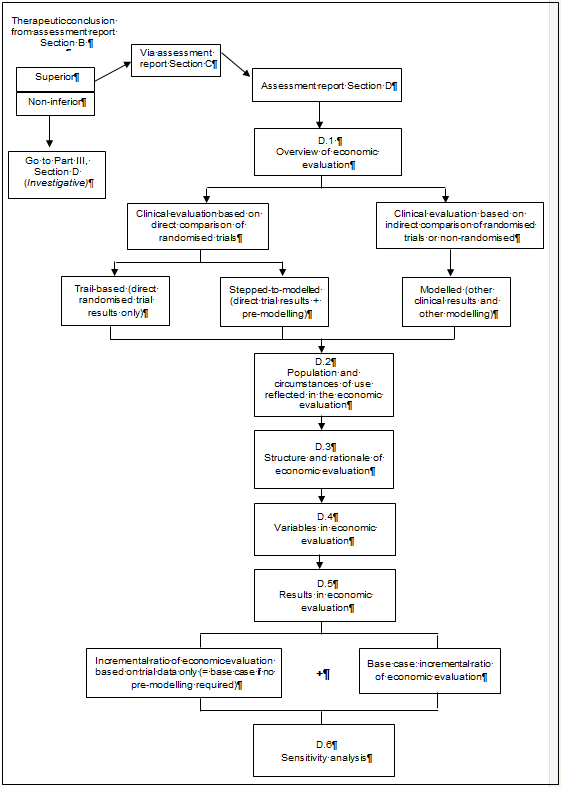 Therapeutic conclusion
from assessment report
Section B ¶
¶
Superior¶
Non-inferior¶
Via assessment
report Section C¶
Assessment report Section D¶
Go to Part III,
Section D
(Investigative)¶
D.1 ¶
Overview of economic
evaluation¶
Clinical evaluation based on
direct comparison of
randomised trials¶
Clinical evaluation based on
indirect comparison of randomised
trials or non-randomised¶
Trail-based (direct
randomised trial
results only)¶
Stepped-to-modelled
(direct trial results +
pre-modelling)¶
Modelled (other
clinical results and
other modelling)¶
D.2¶
Population and
circumstances of use
reflected in the economic
evaluation¶
D.3¶
Structure and rationale of
economic evaluation¶
D.4¶
Variables in economic
evaluation¶
D.5¶
Results in economic
evaluation¶
Incremental ratio of economic evaluation
based on trial data only (= base case if no
pre-modelling required)¶
+¶
Base case: incremental ratio
of economic evaluation¶
D.6¶
Sensitivity analysis¶